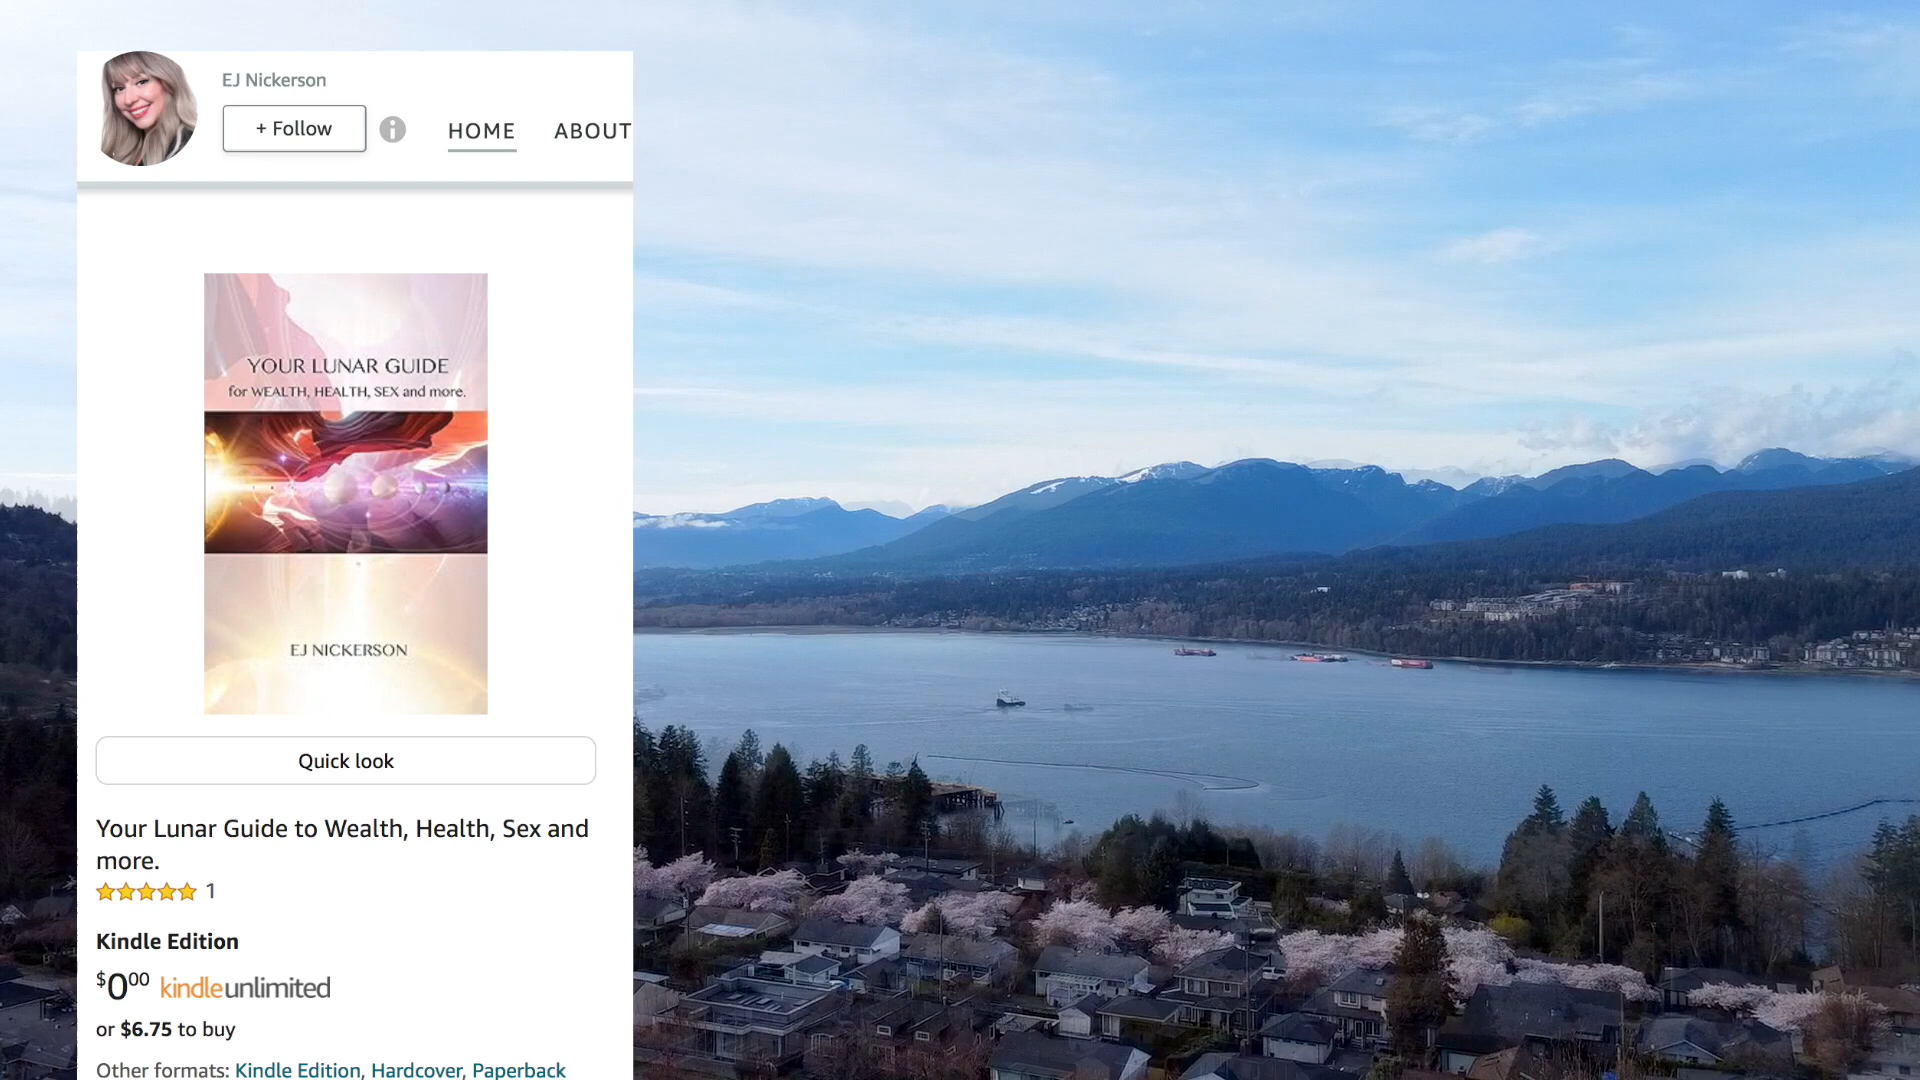 EJ Nickerson
+ Follow
HOME
ABOUT
YOUR LUNAR GUIDE
for WEALTH, HEALTH, SEX and more.
EJ NICKERSON
Quick look
Your Lunar Guide to Wealth, Health, Sex and
more.
1
Kindle Edition
$000 kindleunlimited
or $6.75 to buy
Other formats: Kindle Edition, Hardcover, Paperback